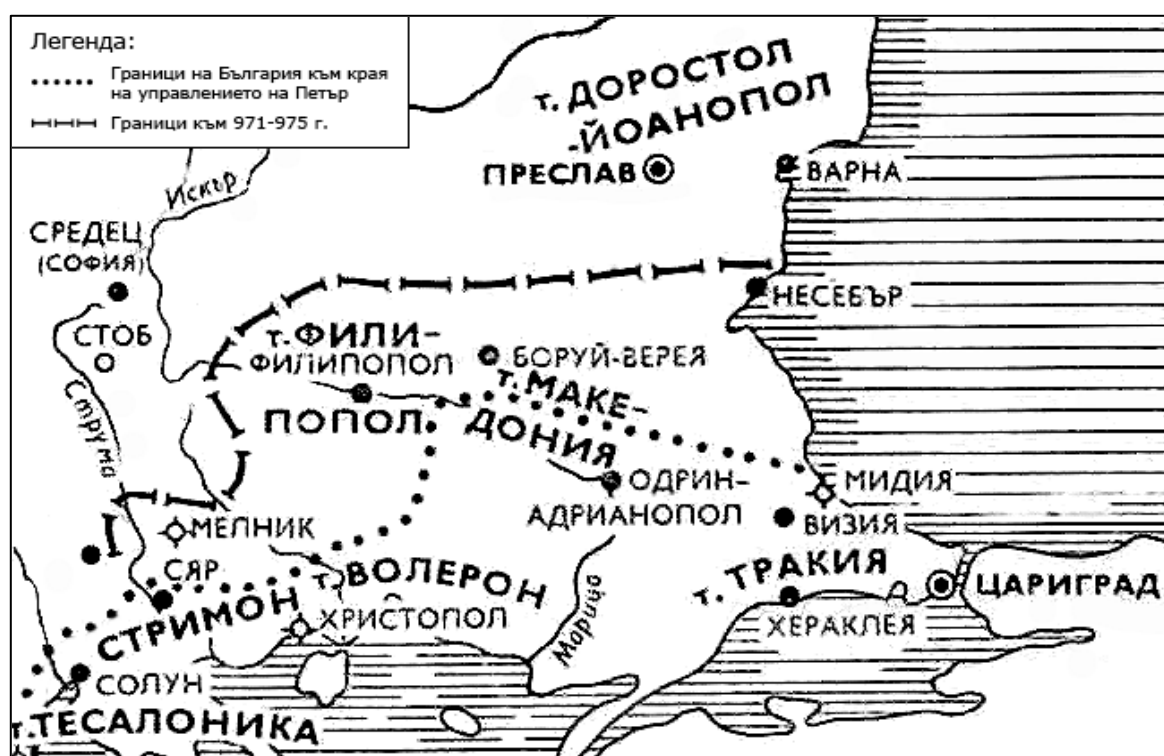 Легенда:
Граници на България към края
на управлението на Петър
Граници към 971-975 г.
т. ДОРОСТОЛ
-ЙОАНОПОЛ
ПРЕСЛАВ
ВАРНА
Искър
СРЕДЕЦ
(СОФИЯ)
НЕСЕБЪР
СТОБ
т. ФИЛИ-
ФИЛИПОПОЛ
БОРУЙ-ВЕРЕЯ
т. МАКЕ-
ПОПОЛ
ДОНИЯ
Струма
ОДРИН-
АДРИАНОПОЛ
МИДИЯ
ВИЗИЯ
МЕЛНИК
СЯР
т. ВОЛЕРОН
т. ТРАКИЯ
ЦАРИГРАД
СТРИМОН
ХРИСТОПОЛ
Марица
ХЕРАКЛЕЯ
СОЛУН
т. ТЕСАЛОНИКА